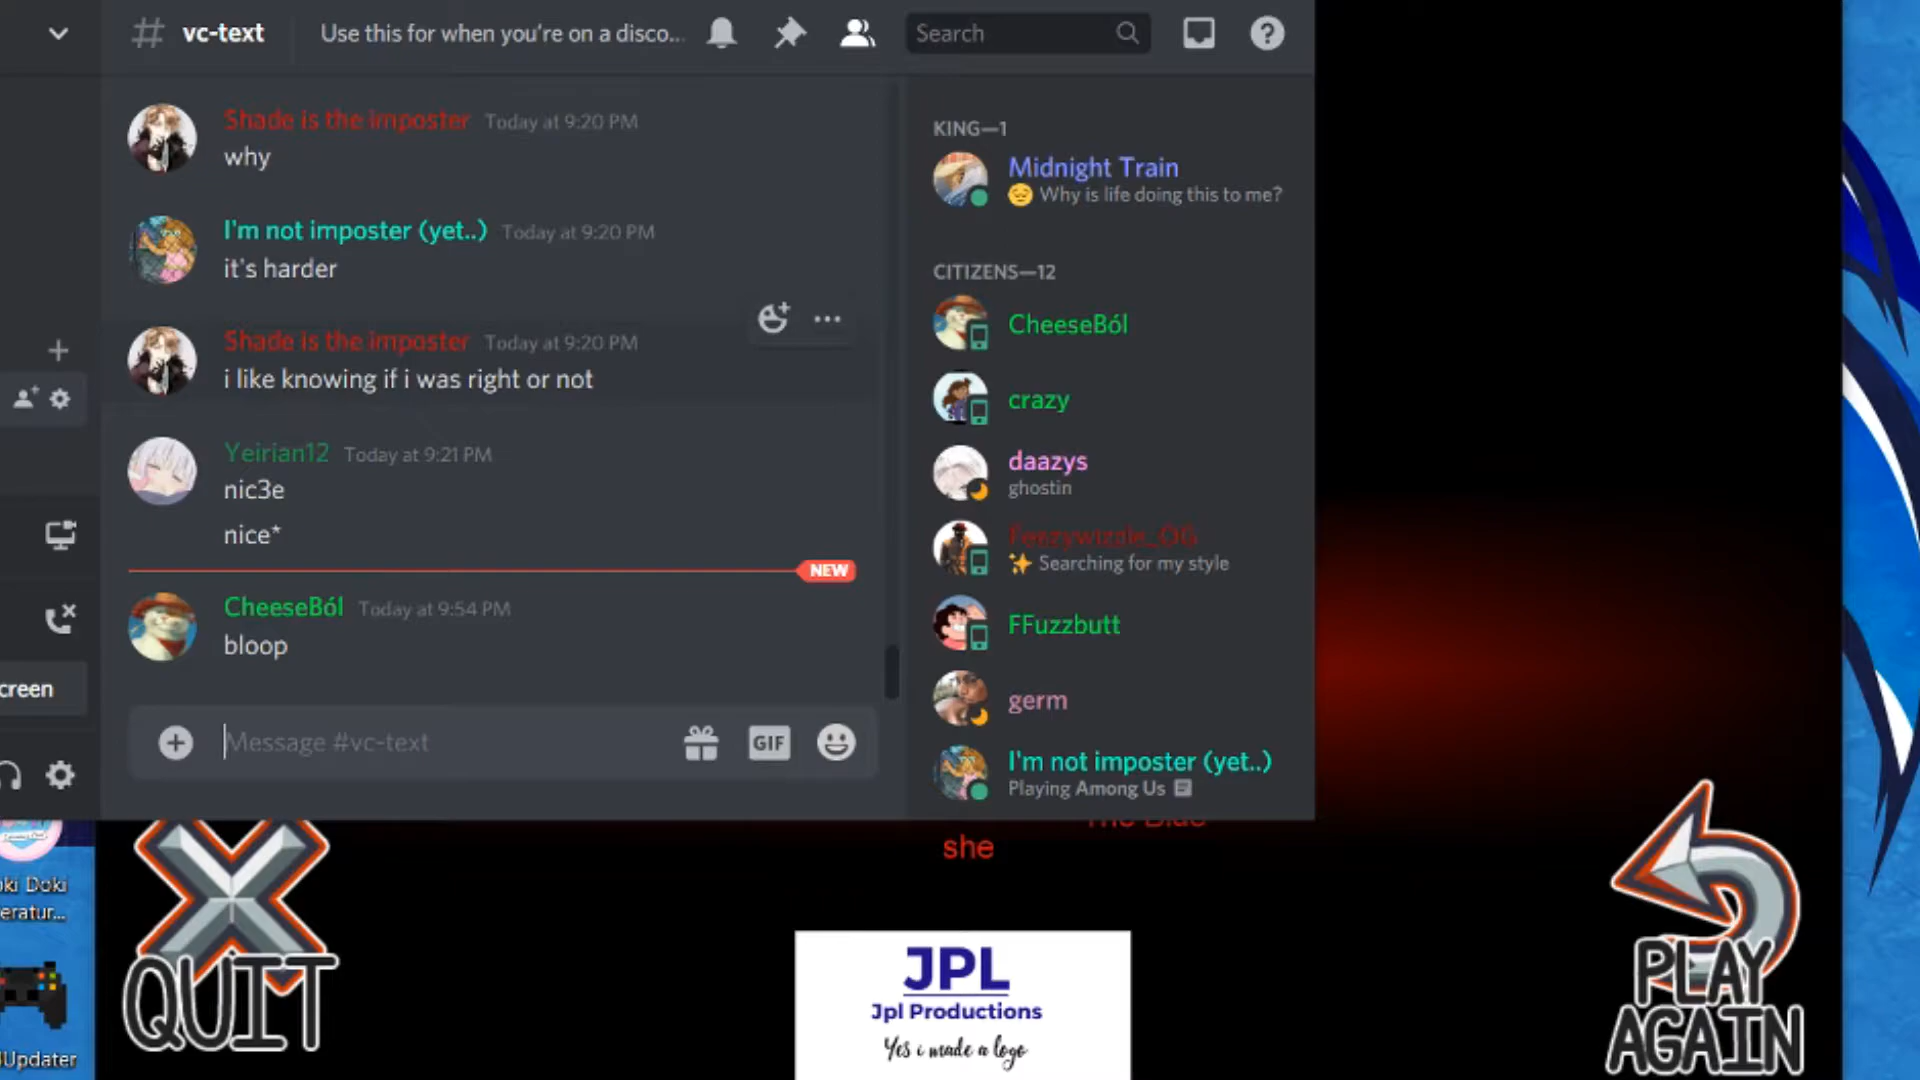 vc-text
Use this for when you're on a disco...
Search
Shade is the imposter Today at 9:20 PM
why
I'm not imposter (yet..) Today at 9:20 PM
it's harder
Shade is the imposter Today at 9:20 PM
i like knowing if i was right or not
Yeirian12 Today at 9:21 PM
nic3e
nice*
NEW
CheeseBól Today at 9:54 PM
bloop
creen
Message #vc-text
GIF
KING—1
Midnight Train
Why is life doing this to me?
CITIZENS—12
CheeseBól
crazy
daazys
ghostin
Feezywizzle_OG
Searching for my style
FFuzzbutt
germ
I'm not imposter (yet..)
Playing Among Us
she
oki Doki
eratur...
Updater
QUIT
JPL
Jpl Productions
Yes i made a logo
PLAY
AGAIN